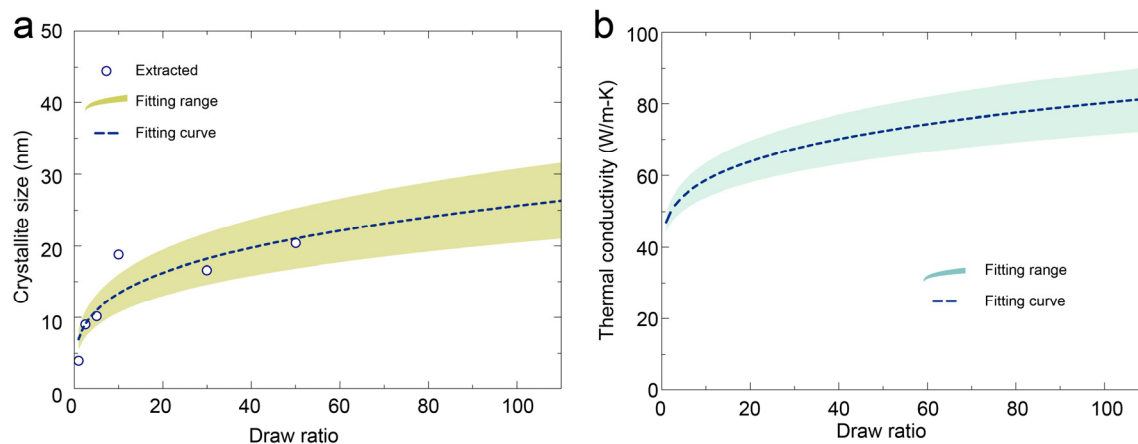 a
50
40
30
20
10
0
Crystallite size (nm)
Extracted
Fitting range
Fitting curve
0 20 40 60 80 100
Draw ratio
b
100
80
60
40
20
0
Thermal conductivity (W/m-K)
Fitting range
Fitting curve
0 20 40 60 80 100
Draw ratio